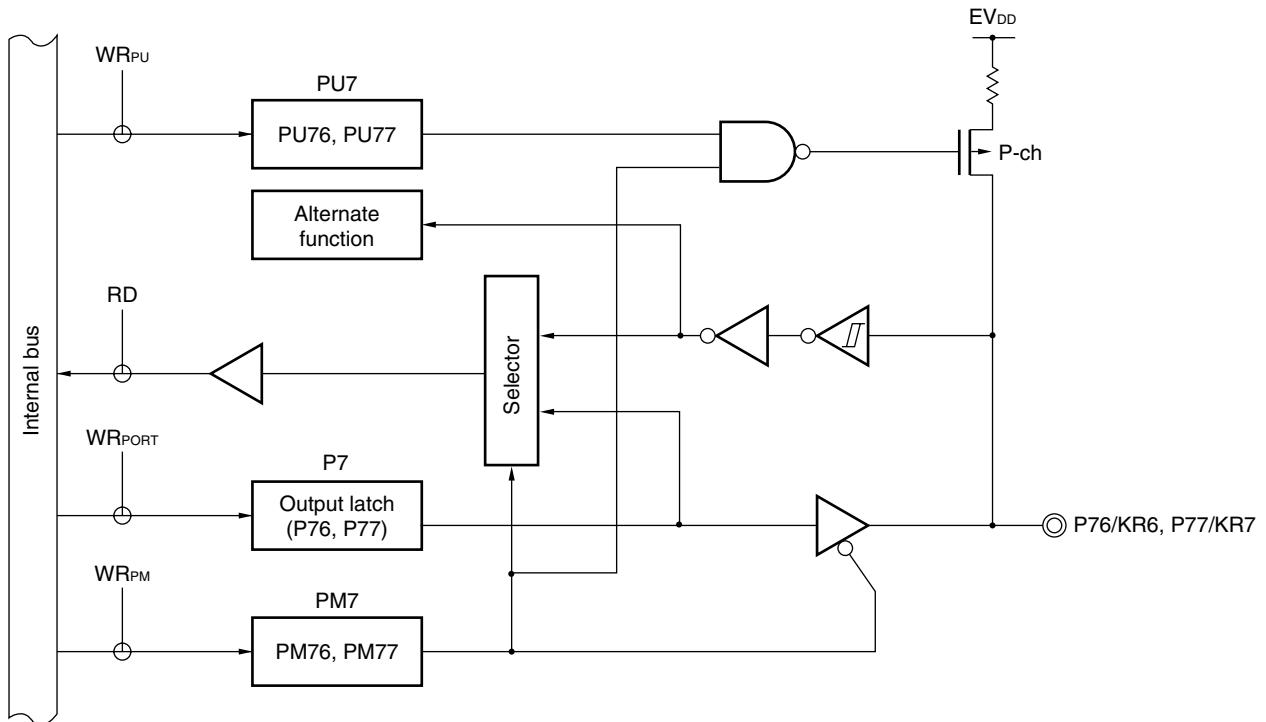 EVDD
WRPU
PU7
PU76, PU77
P-ch
Alternate
function
RD
Internal bus
Selector
WRPORT
P7
Output latch
(P76, P77)
P76/KR6, P77/KR7
WRPM
PM7
PM76, PM77